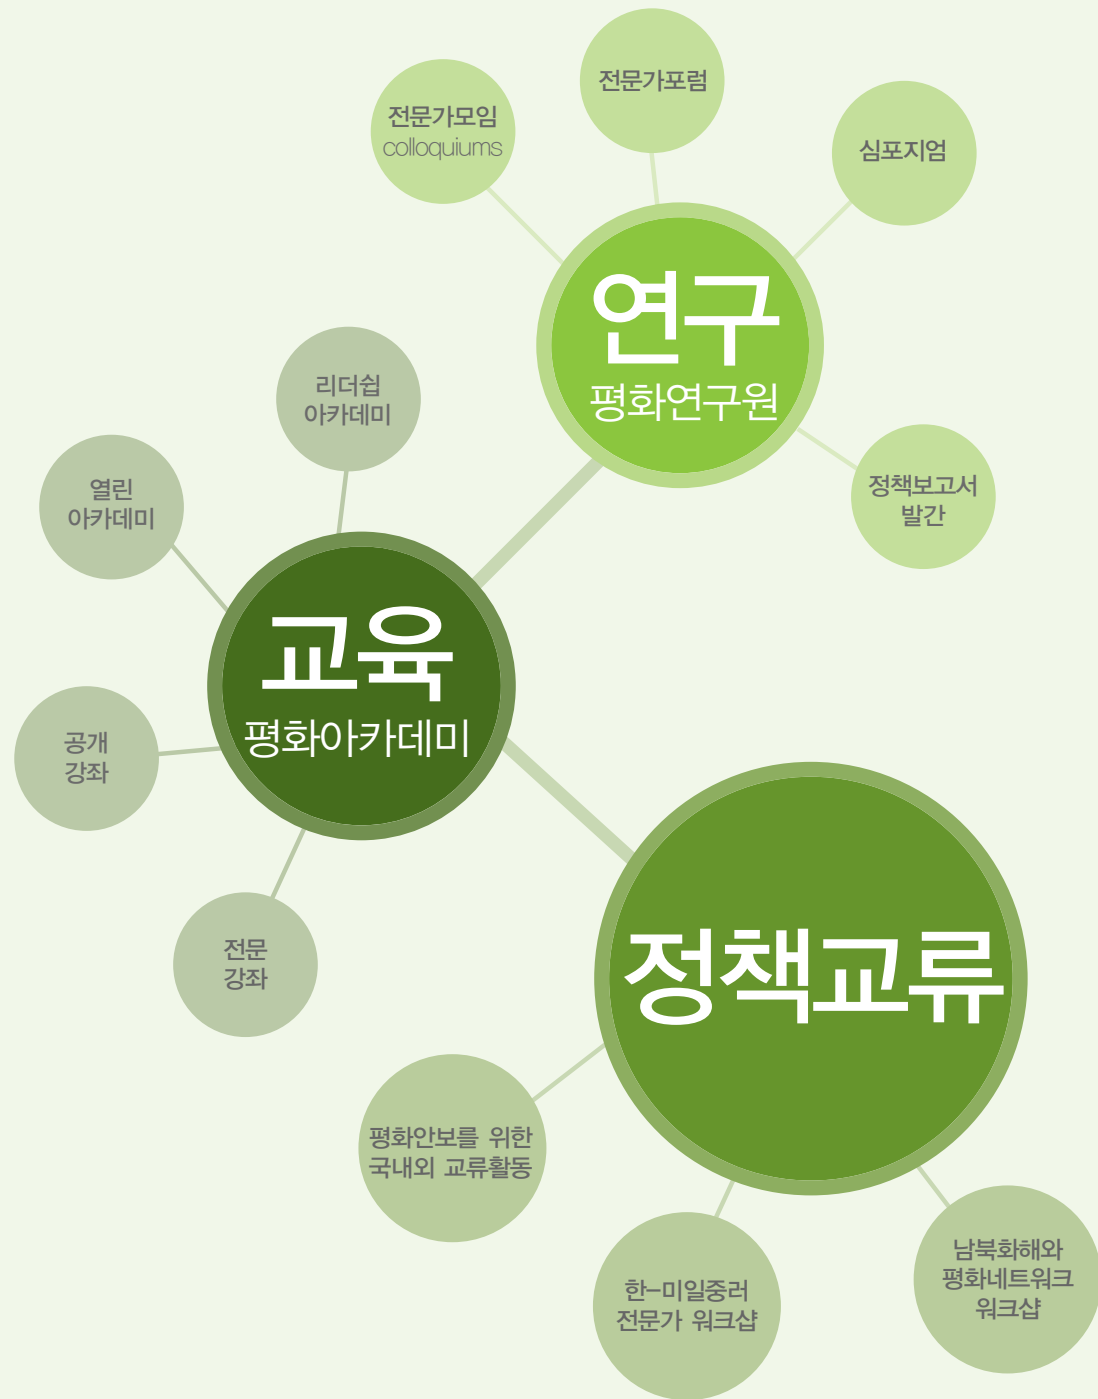 전문가모임
colloquiums
전문가포럼
심포지엄
연구
평화연구원
정책보고서
발간
리더쉽
아카데미
열린
아카데미
교육
평화아카데미
공개
강좌
전문
강좌
정책교류
평화안보를 위한
국내외 교류활동
한-미일중러
전문가 워크샵
남북화해와
평화네트워크
워크샵